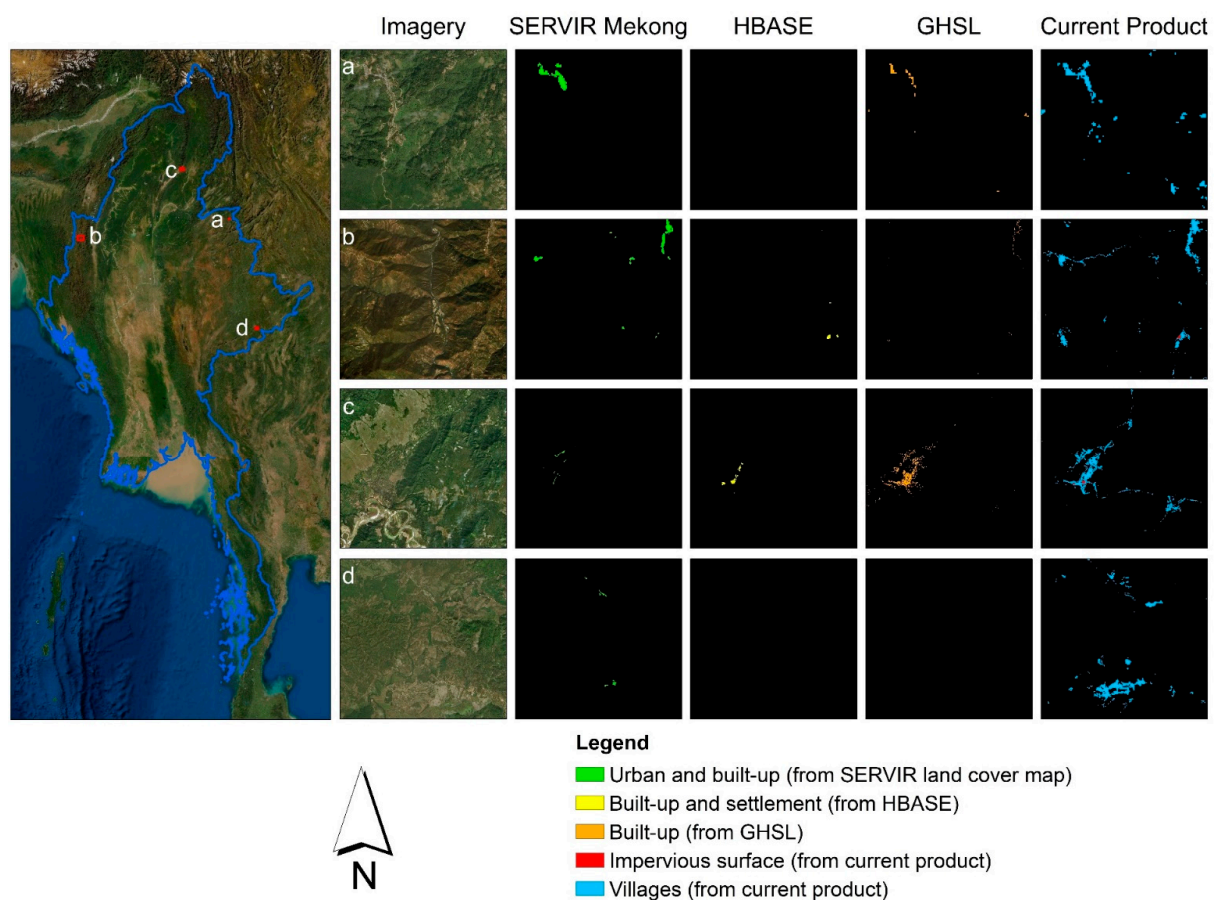 Imagery SERVIR Mekong HBASE GHSL Current Product
a
b
c
d
c
a
b
d
Legend
Urban and built-up (from SERVIR land cover map)
Built-up and settlement (from HBASE)
Built-up (from GHSL)
Impervious surface (from current product)
Villages (from current product)
N